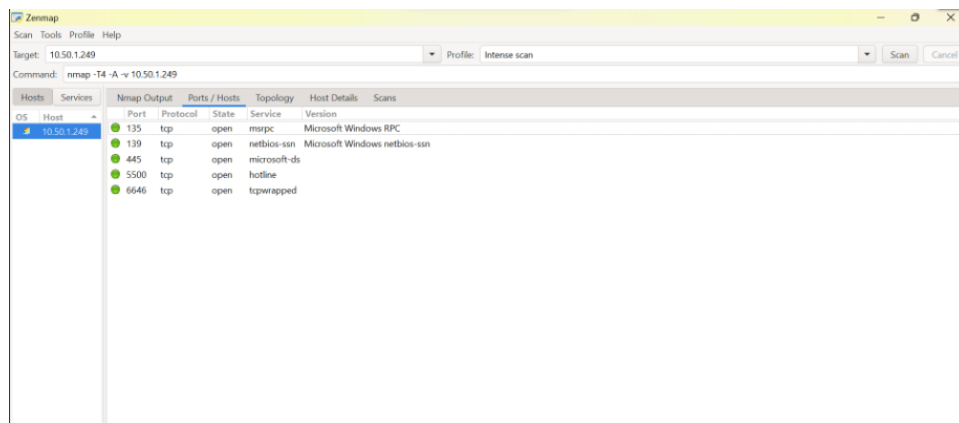 Zenmap
Scan Tools Profile Help
Target: 10.50.1.249 Profile: Intense scan Scan Cancel
Command: nmap -T4 -A -v 10.50.1.249
Hosts Services Nmap Output Ports / Hosts Topology Host Details Scans
OS Host Port Protocol State Service Version
10.50.1.249 135 tcp open msrpc Microsoft Windows RPC
139 tcp open netbios-ssn Microsoft Windows netbios-ssn
445 tcp open microsoft-ds
5500 tcp open hotline
6646 tcp open tcpwrapped